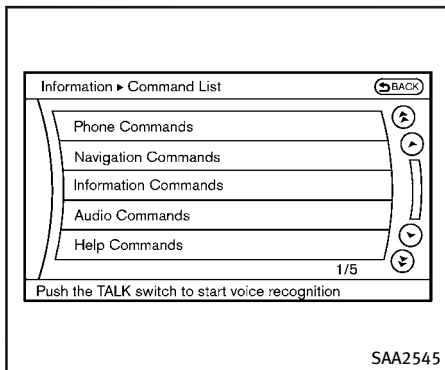 Information ▸ Command List
BACK
Phone Commands
Navigation Commands
Information Commands
Audio Commands
Help Commands
1/5
Push the TALK switch to start voice recognition
SAA2545